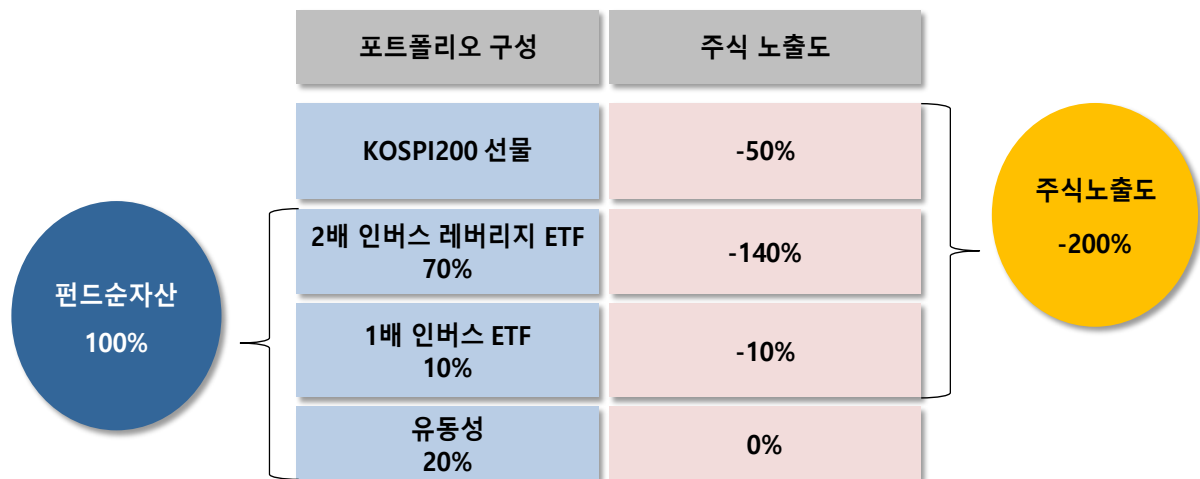 포트폴리오 구성
주식 노출도
KOSPI200 선물
-50%
2배 인버스 레버리지 ETF
70%
-140%
1배 인버스 ETF
10%
-10%
유동성
20%
0%
펀드순자산
100%
주식노출도
-200%